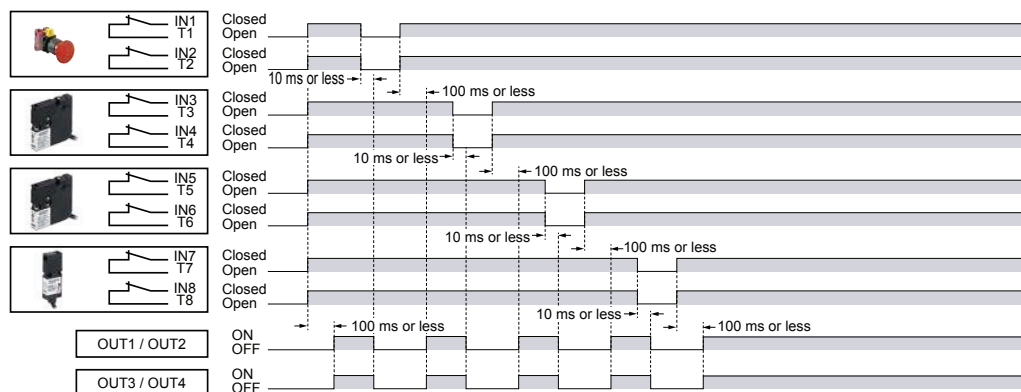 IN1 Closed
T1 Open
IN2 Closed
T2 Open
10 ms or less
100 ms or less
IN3 Closed
T3 Open
IN4 Closed
T4 Open
10 ms or less
100 ms or less
IN5 Closed
T5 Open
IN6 Closed
T6 Open
10 ms or less
100 ms or less
IN7 Closed
T7 Open
IN8 Closed
T8 Open
10 ms or less
100 ms or less
100 ms or less
OUT1 / OUT2
ON
OFF
OUT3 / OUT4
ON
OFF